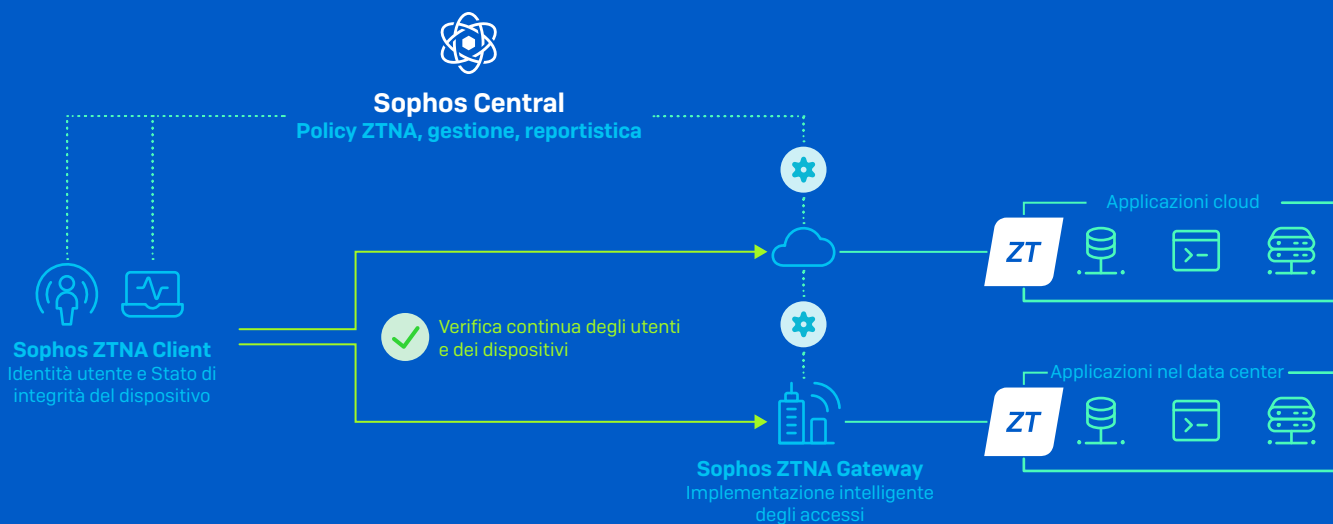 Sophos Central
Policy ZTNA, gestione, reportistica
Applicazioni cloud
ZT
Verifica continua degli utenti
e dei dispositivi
Sophos ZTNA Client
Identità utente e Stato di
integrità del dispositivo
Applicazioni nel data center
ZT
Sophos ZTNA Gateway
Implementazione intelligente
degli accessi